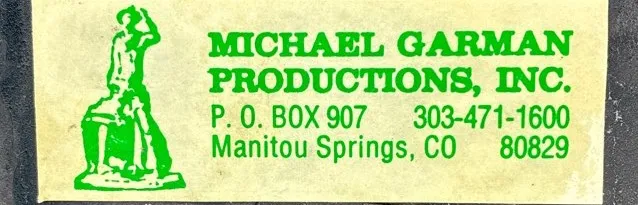 MICHAEL GARMAN
PRODUCTIONS, INC.
P. O. BOX 907 303-471-1600
Manitou Springs, CO 80829